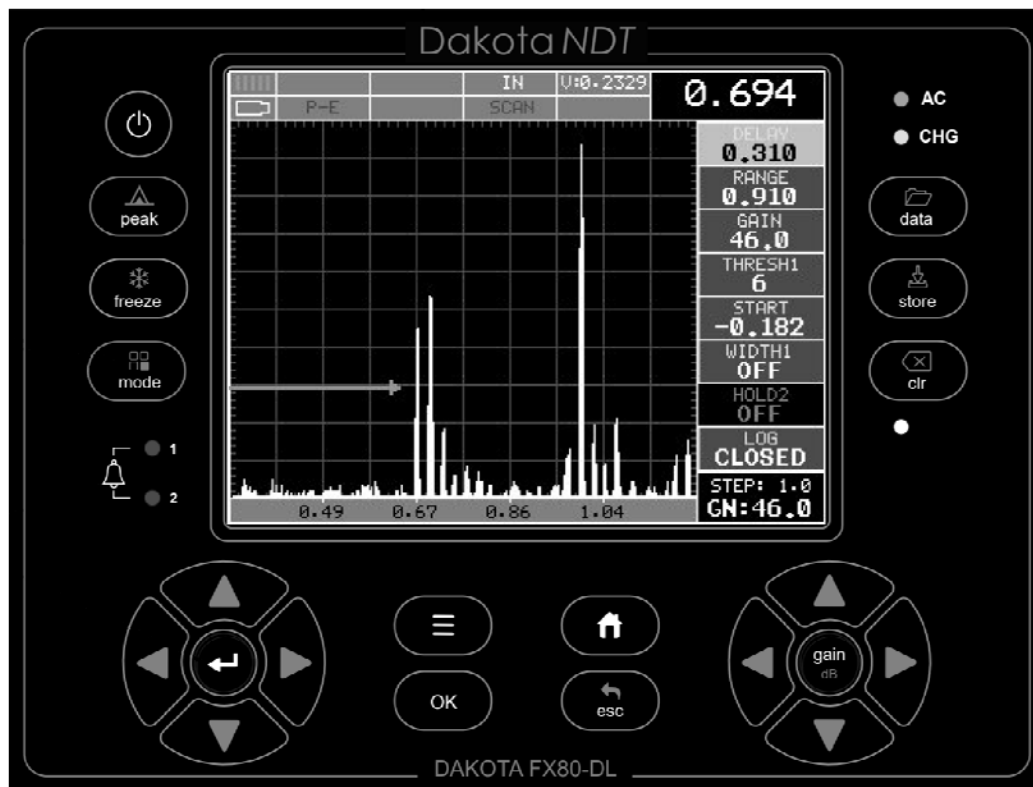 Dakota NDT
IN V:0.2329
0.694
P-E SCAN
AC
CHG
DELAY
0.310
RANGE
0.910
GAIN
46.0
THRESH1
6
START
-0.182
WIDTH1
OFF
HOLD2
OFF
LOG
CLOSED
STEP: 1.0
GN:46.0
0.49 0.67 0.86 1.04
peak
freeze
mode
1
2
data
store
clr
OK
esc
gain
dB
DAKOTA FX80-DL